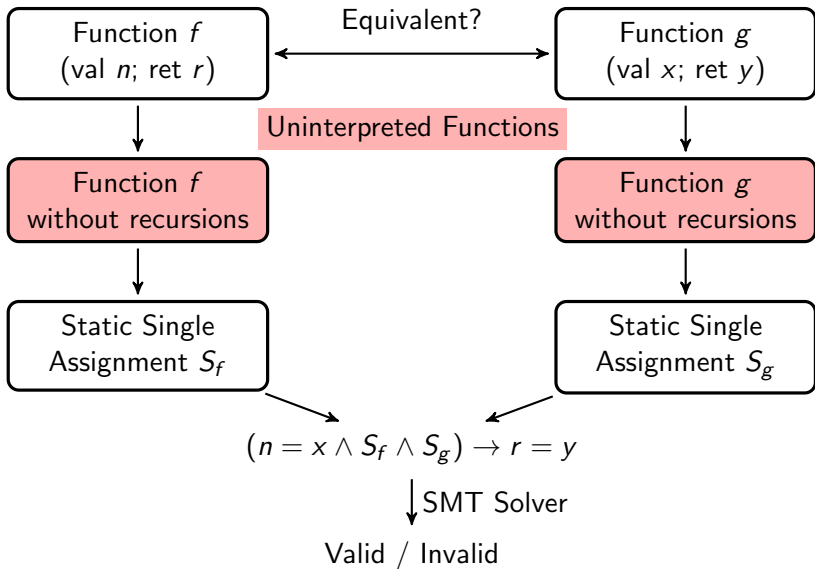 Function f
(val n; ret r)
Equivalent?
Function g
(val x; ret y)
Uninterpreted Functions
Function f
without recursions
Function g
without recursions
Static Single
Assignment S_f
Static Single
Assignment S_g
(n = x ∧ S_f ∧ S_g) → r = y
SMT Solver
Valid / Invalid